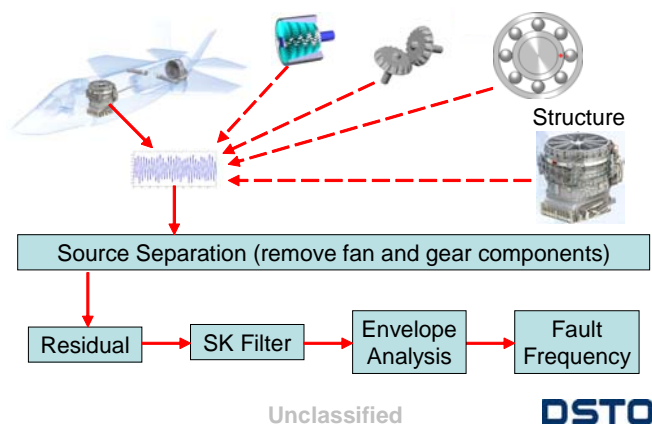 Structure
Source Separation (remove fan and gear components)
Residual
SK Filter
Envelope
Analysis
Fault
Frequency
Unclassified
DSTO